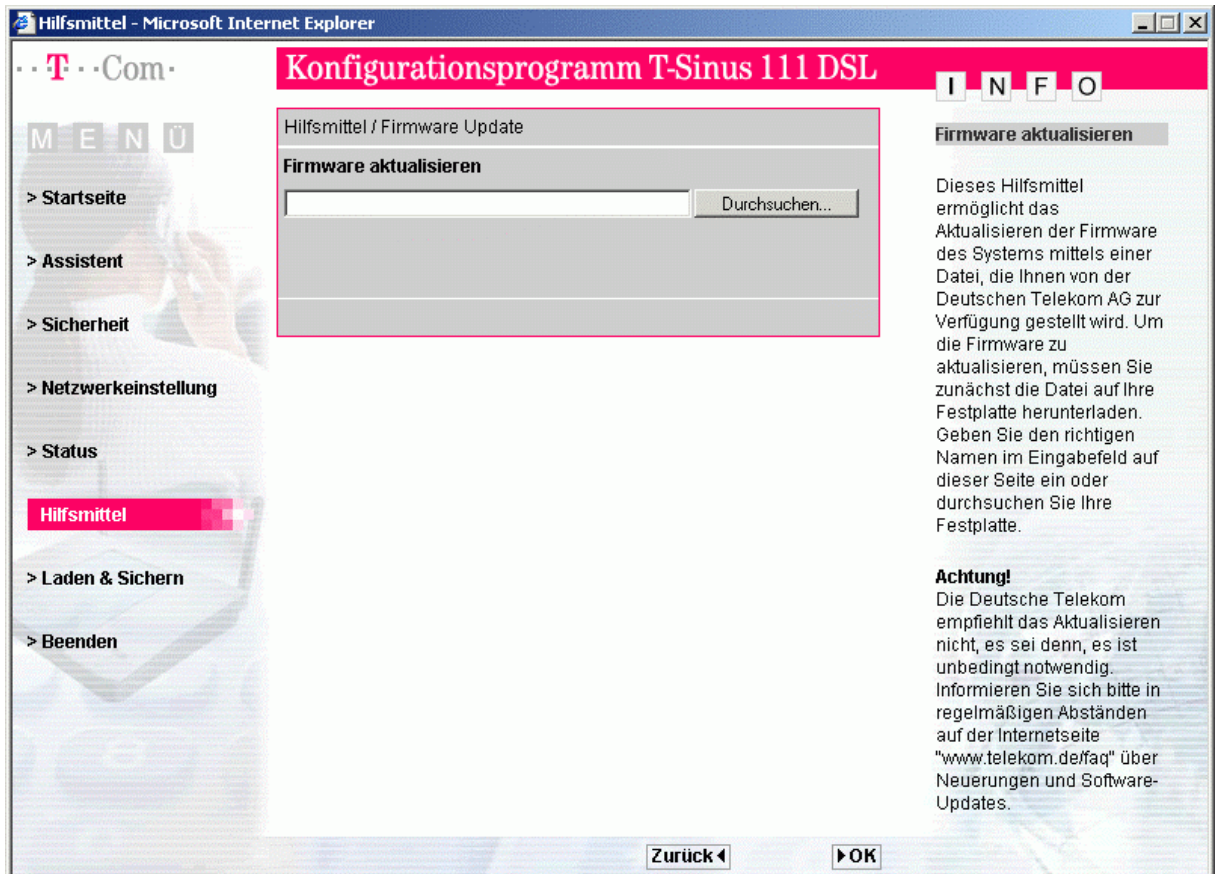 Hilfsmittel - Microsoft Internet Explorer
· · T · · Com ·
Konfigurationsprogramm T-Sinus 111 DSL
I N F O
M E N Ü
> Startseite
> Assistent
> Sicherheit
> Netzwerkeinstellung
> Status
Hilfsmittel
> Laden & Sichern
> Beenden
Hilfsmittel / Firmware Update
Firmware aktualisieren
Durchsuchen...
Firmware aktualisieren
Dieses Hilfsmittel
ermöglicht das
Aktualisieren der Firmware
des Systems mittels einer
Datei, die Ihnen von der
Deutschen Telekom AG zur
Verfügung gestellt wird. Um
die Firmware zu
aktualisieren, müssen Sie
zunächst die Datei auf Ihre
Festplatte herunterladen.
Geben Sie den richtigen
Namen im Eingabefeld auf
dieser Seite ein oder
durchsuchen Sie Ihre
Festplatte.
Achtung!
Die Deutsche Telekom
empfiehlt das Aktualisieren
nicht, es sei denn, es ist
unbedingt notwendig.
Informieren Sie sich bitte in
regelmäßigen Abständen
auf der Internetseite
"www.telekom.de/faq" über
Neuerungen und Software-
Updates.
Zurück
OK